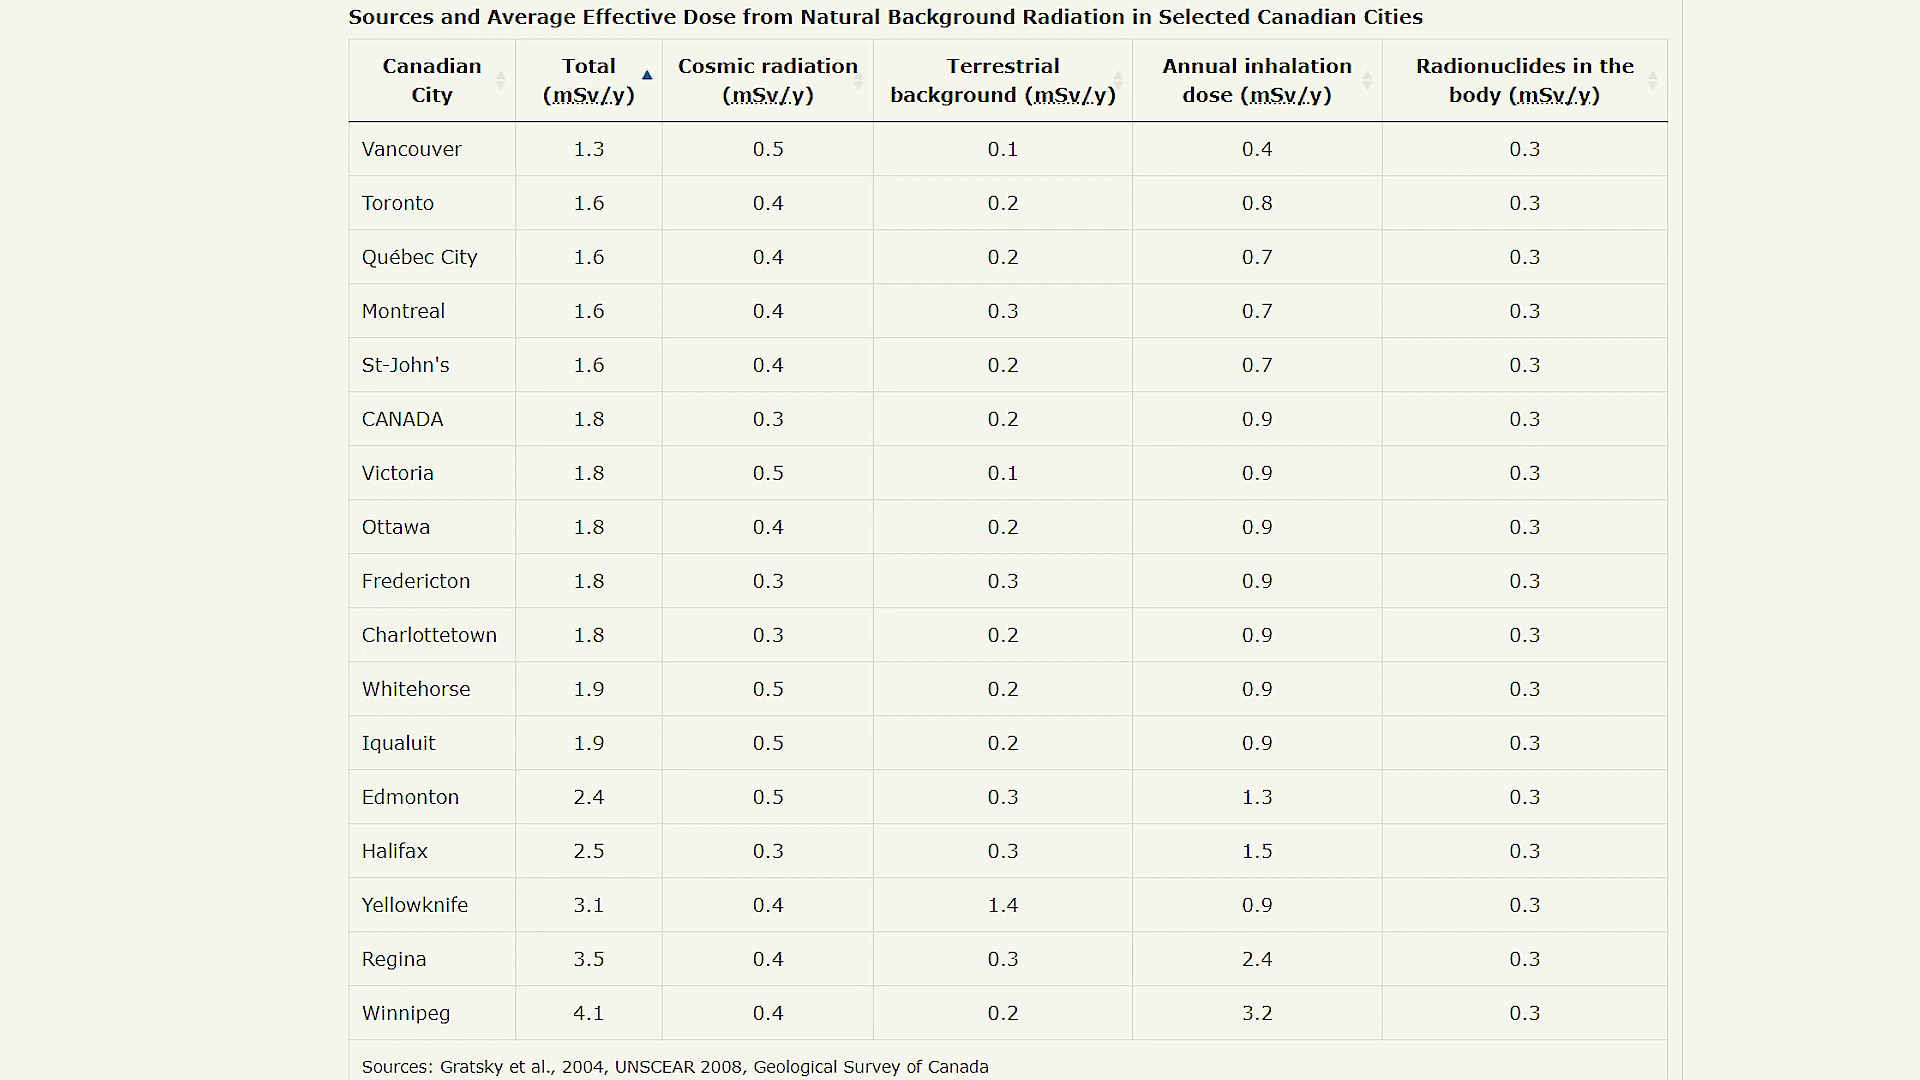 Sources and Average Effective Dose from Natural Background Radiation in Selected Canadian Cities
Canadian City Total (mSv/y) Cosmic radiation (mSv/y) Terrestrial background (mSv/y) Annual inhalation dose (mSv/y) Radionuclides in the body (mSv/y)
Vancouver 1.3 0.5 0.1 0.4 0.3
Toronto 1.6 0.4 0.2 0.8 0.3
Québec City 1.6 0.4 0.2 0.7 0.3
Montreal 1.6 0.4 0.3 0.7 0.3
St-John's 1.6 0.4 0.2 0.7 0.3
CANADA 1.8 0.3 0.2 0.9 0.3
Victoria 1.8 0.5 0.1 0.9 0.3
Ottawa 1.8 0.4 0.2 0.9 0.3
Fredericton 1.8 0.3 0.3 0.9 0.3
Charlottetown 1.8 0.3 0.2 0.9 0.3
Whitehorse 1.9 0.5 0.2 0.9 0.3
Iqualuit 1.9 0.5 0.2 0.9 0.3
Edmonton 2.4 0.5 0.3 1.3 0.3
Halifax 2.5 0.3 0.3 1.5 0.3
Yellowknife 3.1 0.4 1.4 0.9 0.3
Regina 3.5 0.4 0.3 2.4 0.3
Winnipeg 4.1 0.4 0.2 3.2 0.3
Sources: Gratsky et al., 2004, UNSCEAR 2008, Geological Survey of Canada